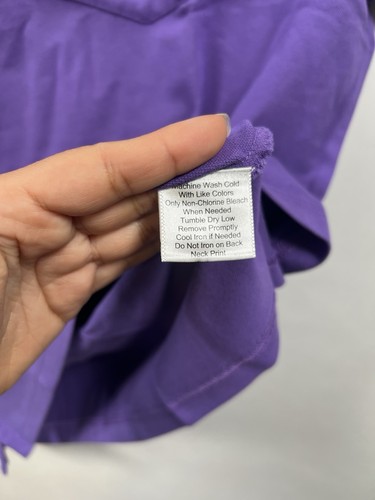 Machine Wash Cold
With Like Colors
Only Non-Chlorine Bleach
When Needed
Tumble Dry Low
Remove Promptly
Cool Iron if Needed
Do Not Iron on Back
Neck Print